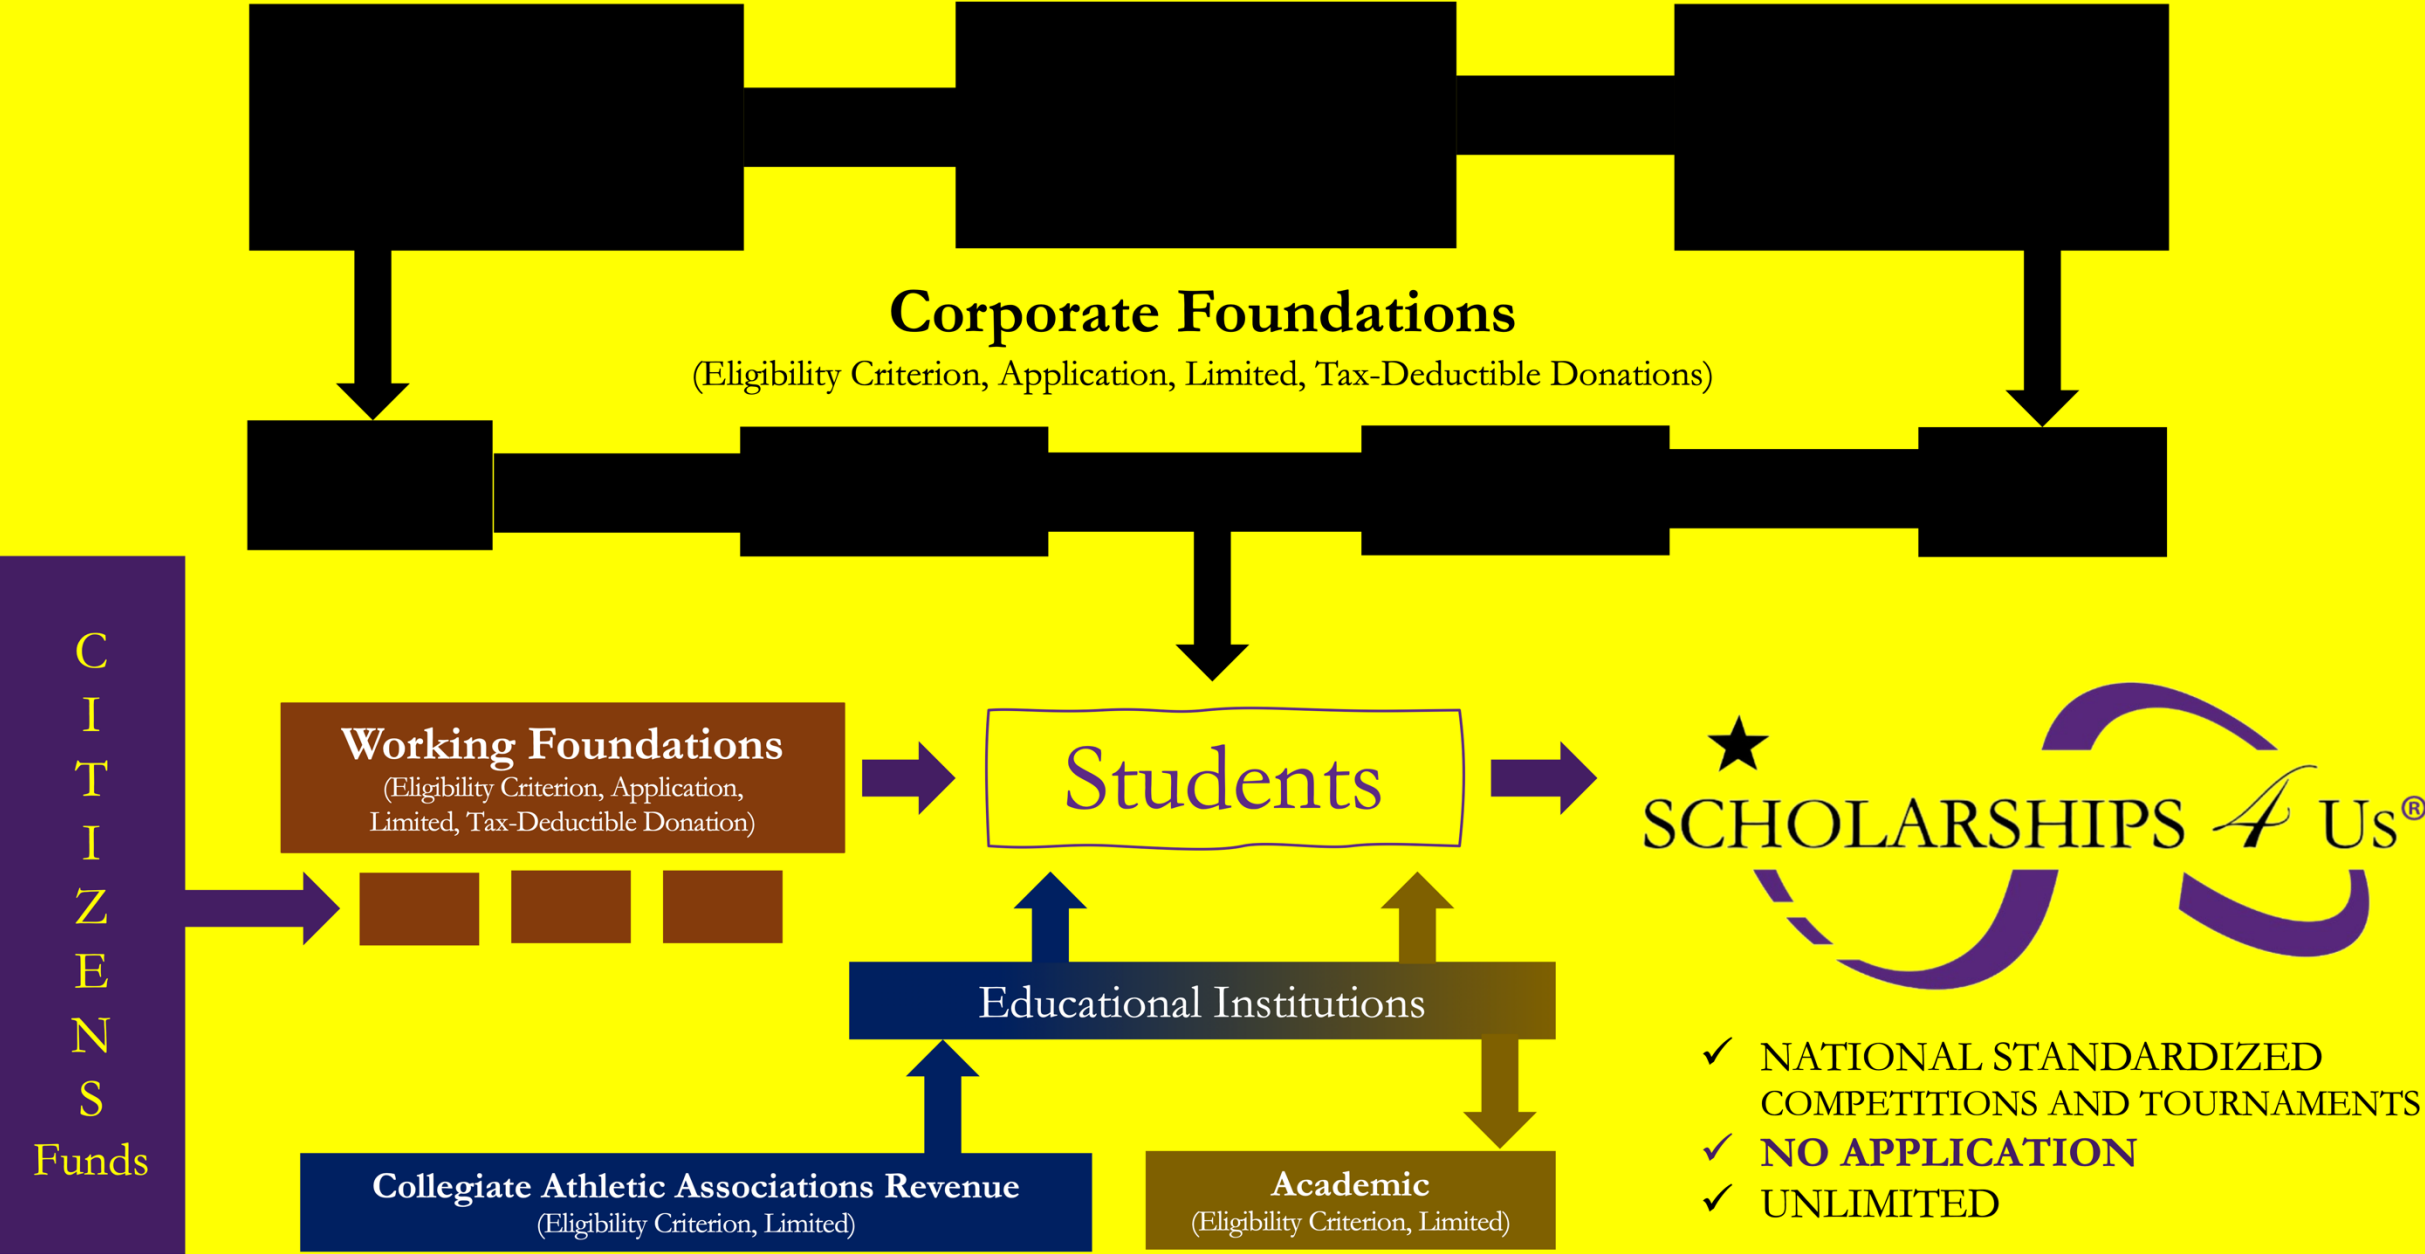 Corporate Foundations
(Eligibility Criterion, Application, Limited, Tax-Deductible Donations)
C
I
T
I
Z
E
N
S
Funds
Working Foundations
(Eligibility Criterion, Application,
Limited, Tax-Deductible Donation)
Students
SCHOLARSHIPS 4 US®
Educational Institutions
Collegiate Athletic Associations Revenue
(Eligibility Criterion, Limited)
Academic
(Eligibility Criterion, Limited)
✓ NATIONAL STANDARDIZED
COMPETITIONS AND TOURNAMENTS
✓ NO APPLICATION
✓ UNLIMITED